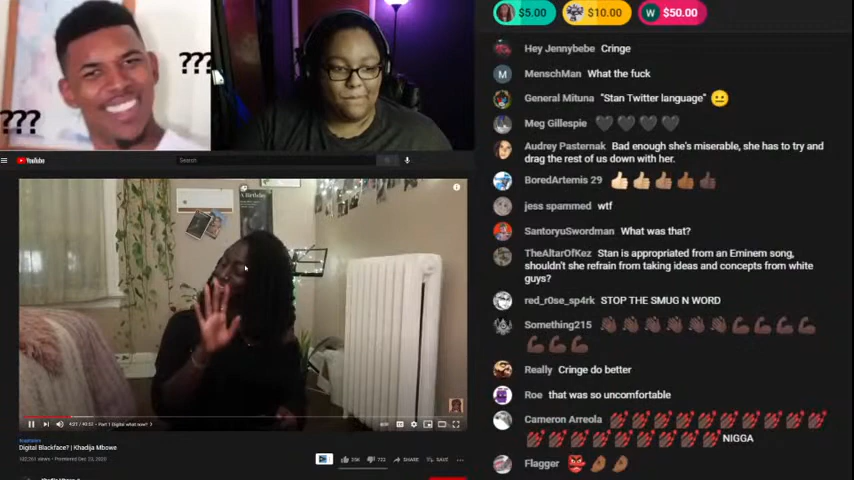 ???
???
$5.00
$10.00
W $50.00
Hey Jennybebe Cringe
M MenschMan What the fuck
General Mituna "Stan Twitter language" 😐
Meg Gillespie 🖤🖤🖤🖤
Audrey Pasternak Bad enough she's miserable, she has to try and
drag the rest of us down with her.
BoredArtemis 29 👍🏻👍🏼👍🏽👍🏾👍🏿
jess spammed wtf
SantoryuSwordman What was that?
TheAltarOfKez Stan is appropriated from an Eminem song,
shouldn't she refrain from taking ideas and concepts from white
guys?
red_r0se_sp4rk STOP THE SMUG N WORD
Something215 👏🏿👏🏿👏🏿👏🏿👏🏿👏🏿💪🏿💪🏿💪🏿💪🏿
💪🏿💪🏿💪🏿
Really Cringe do better
Roe that was so uncomfortable
Cameron Arreola 💅🏿💅🏿💅🏿💅🏿💅🏿💅🏿💅🏿💅🏿💅🏿
💅🏿💅🏿💅🏿💅🏿💅🏿💅🏿💅🏿💅🏿 NIGGA
Flagger 👺🤌🏾🤌🏾
YouTube
Search
Digital Blackface? | Khadija Mbowe
SHARE
SAVE